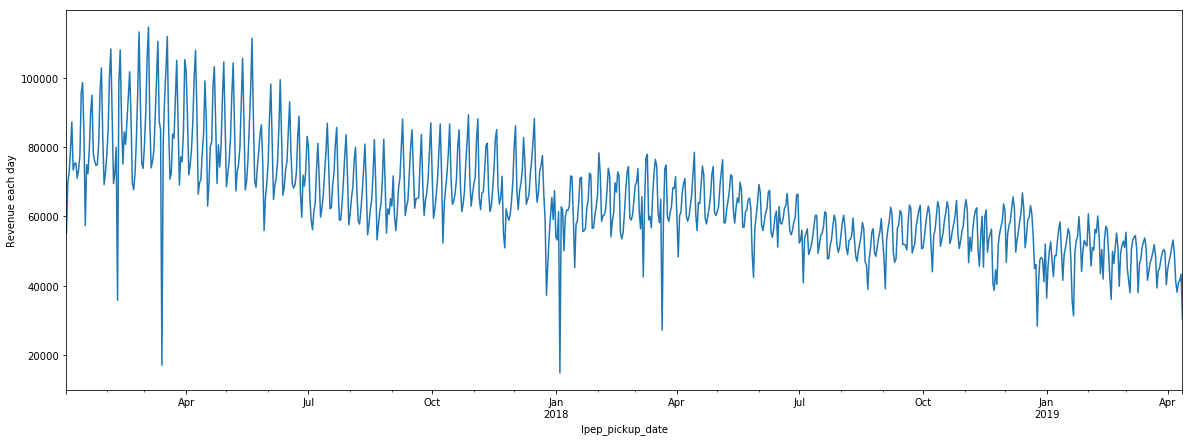 Revenue each day
100000
80000
60000
40000
20000
Apr
Jul
Oct
Jan
2018
Apr
Jul
Oct
Jan
2019
Apr
lpep_pickup_date